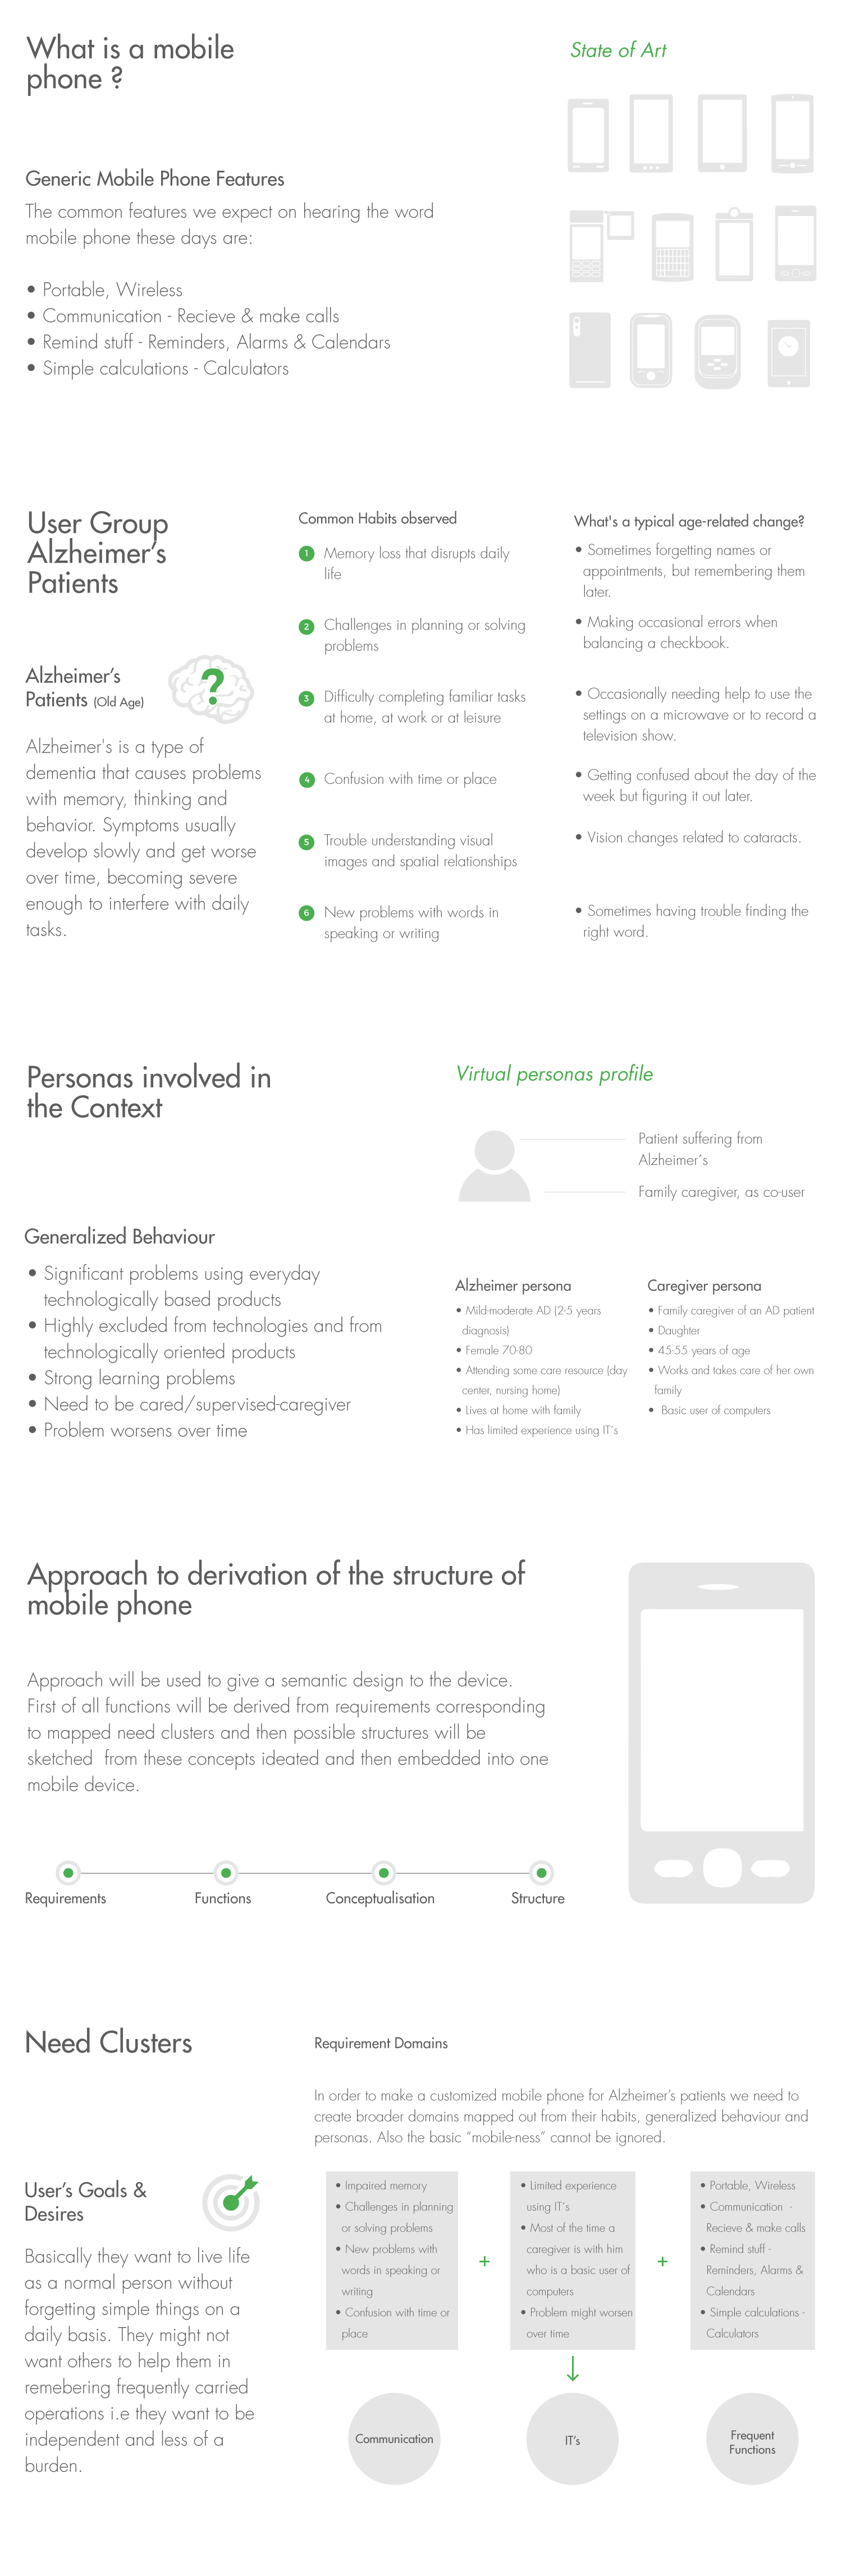 What is a mobile
phone ?
State of Art
Generic Mobile Phone Features
The common features we expect on hearing the word
mobile phone these days are:
• Portable, Wireless
• Communication - Recieve & make calls
• Remind stuff - Reminders, Alarms & Calendars
• Simple calculations - Calculators
User Group
Alzheimer's
Patients
Alzheimer's
Patients (Old Age)
?
Alzheimer's is a type of
dementia that causes problems
with memory, thinking and
behavior. Symptoms usually
develop slowly and get worse
over time, becoming severe
enough to interfere with daily
tasks.
Common Habits observed
1 Memory loss that disrupts daily
life
2 Challenges in planning or solving
problems
3 Difficulty completing familiar tasks
at home, at work or at leisure
4 Confusion with time or place
5 Trouble understanding visual
images and spatial relationships
6 New problems with words in
speaking or writing
What's a typical age-related change?
• Sometimes forgetting names or
appointments, but remembering them
later.
• Making occasional errors when
balancing a checkbook.
• Occasionally needing help to use the
settings on a microwave or to record a
television show.
• Getting confused about the day of the
week but figuring it out later.
• Vision changes related to cataracts.
• Sometimes having trouble finding the
right word.
Personas involved in
the Context
Generalized Behaviour
• Significant problems using everyday
technologically based products
• Highly excluded from technologies and from
technologically oriented products
• Strong learning problems
• Need to be cared/supervised-caregiver
• Problem worsens over time
Virtual personas profile
Patient suffering from
Alzheimer´s
Family caregiver, as co-user
Alzheimer persona
• Mild-moderate AD (2-5 years
diagnosis)
• Female 70-80
• Attending some care resource (day
center, nursing home)
• Lives at home with family
• Has limited experience using IT´s
Caregiver persona
• Family caregiver of an AD patient
• Daughter
• 45-55 years of age
• Works and takes care of her own
family
• Basic user of computers
Approach to derivation of the structure of
mobile phone
Approach will be used to give a semantic design to the device.
First of all functions will be derived from requirements corresponding
to mapped need clusters and then possible structures will be
sketched from these concepts ideated and then embedded into one
mobile device.
Requirements
Functions
Conceptualisation
Structure
Need Clusters
User's Goals &
Desires
Basically they want to live life
as a normal person without
forgetting simple things on a
daily basis. They might not
want others to help them in
remebering frequently carried
operations i.e they want to be
independent and less of a
burden.
Requirement Domains
In order to make a customized mobile phone for Alzheimer's patients we need to
create broader domains mapped out from their habits, generalized behaviour and
personas. Also the basic “mobile-ness” cannot be ignored.
• Impaired memory
• Challenges in planning
or solving problems
• New problems with
words in speaking or
writing
• Confusion with time or
place
+
• Limited experience
using IT´s
• Most of the time a
caregiver is with him
who is a basic user of
computers
• Problem might worsen
over time
+
• Portable, Wireless
• Communication -
Recieve & make calls
• Remind stuff -
Reminders, Alarms &
Calendars
• Simple calculations -
Calculators
Communication
IT's
Frequent
Functions